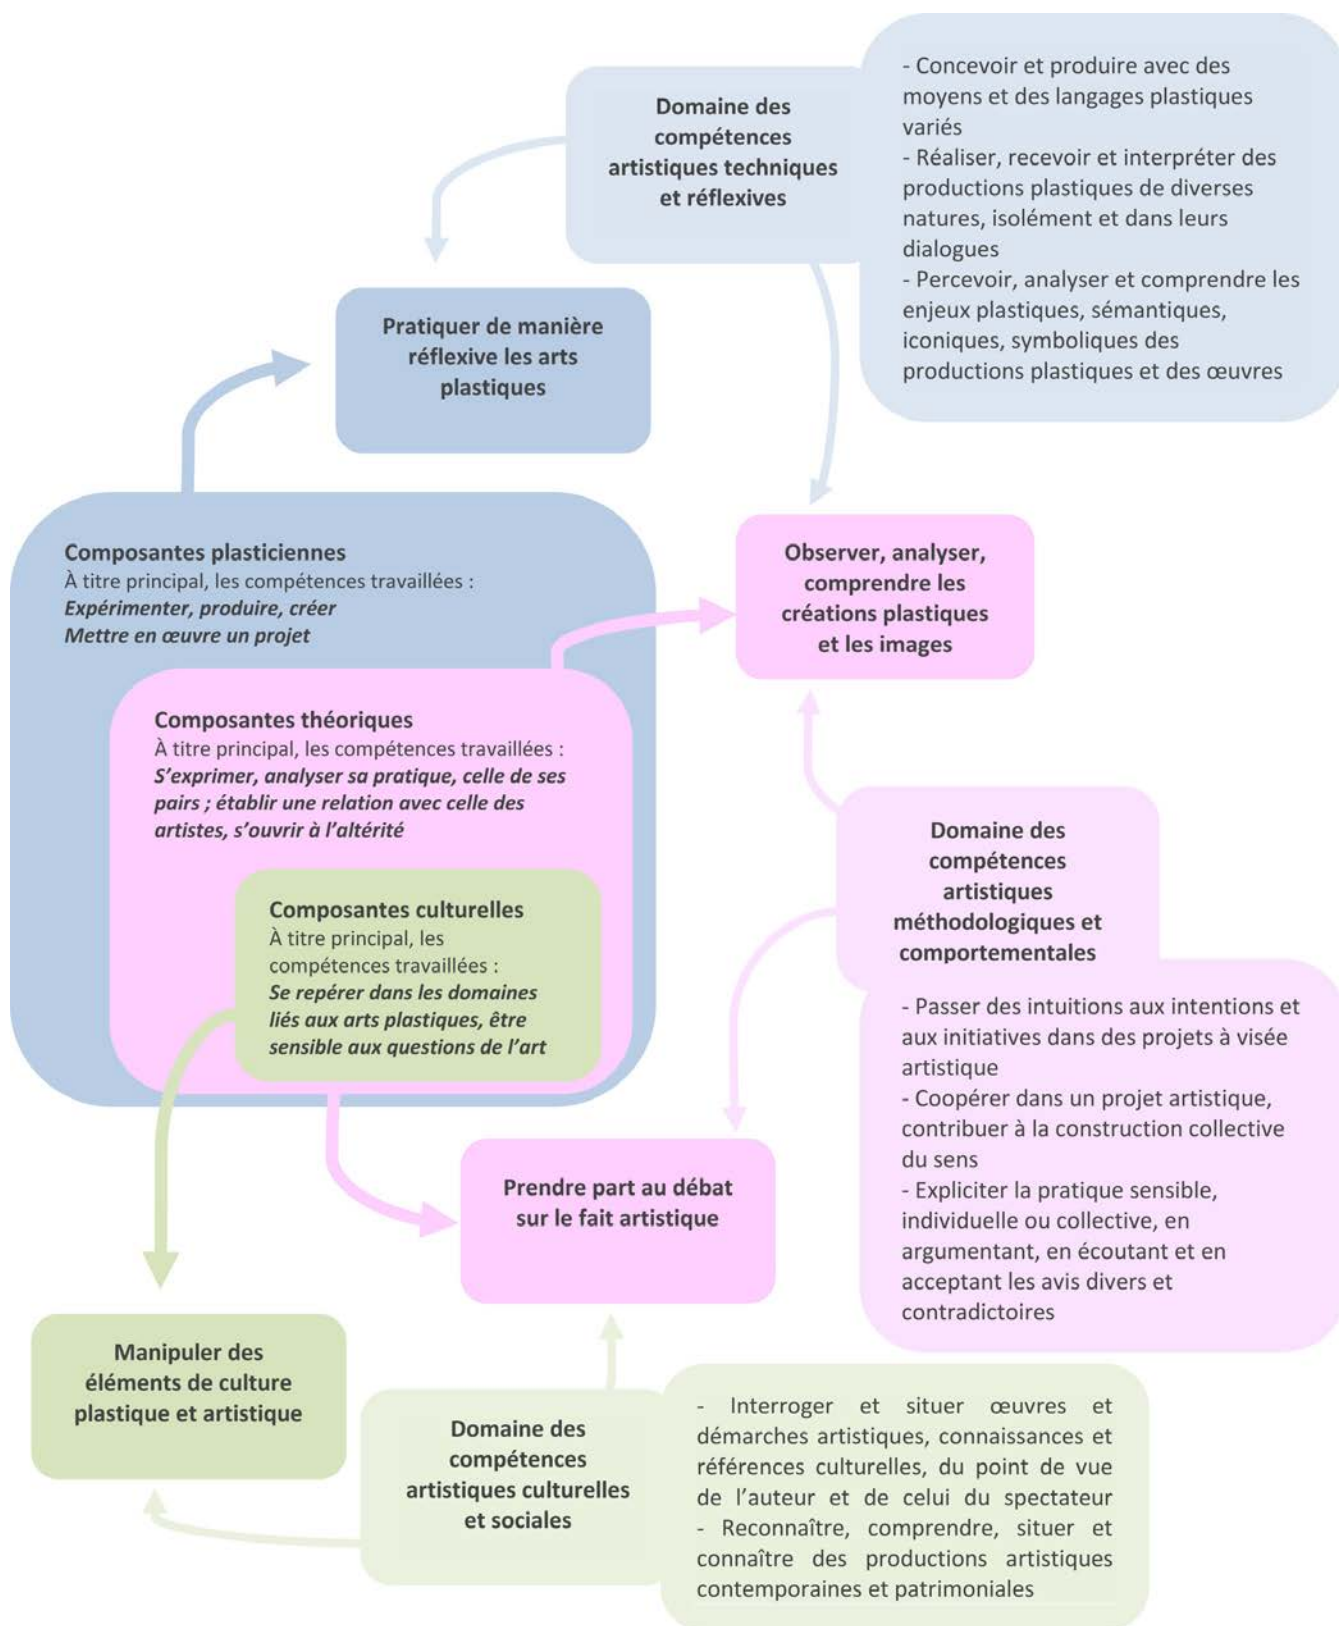 Domaine des
compétences
artistiques techniques
et réflexives
- Concevoir et produire avec des
moyens et des langages plastiques
variés
- Réaliser, recevoir et interpréter des
productions plastiques de diverses
natures, isolément et dans leurs
dialogues
- Percevoir, analyser et comprendre les
enjeux plastiques, sémantiques,
iconiques, symboliques des
productions plastiques et des œuvres
Pratiquer de manière
réflexive les arts
plastiques
Composantes plasticiennes
À titre principal, les compétences travaillées :
Expérimenter, produire, créer
Mettre en œuvre un projet
Observer, analyser,
comprendre les
créations plastiques
et les images
Composantes théoriques
À titre principal, les compétences travaillées :
S’exprimer, analyser sa pratique, celle de ses
pairs ; établir une relation avec celle des
artistes, s’ouvrir à l’altérité
Composantes culturelles
À titre principal, les
compétences travaillées :
Se repérer dans les domaines
liés aux arts plastiques, être
sensible aux questions de l’art
Domaine des
compétences
artistiques
méthodologiques et
comportementales
- Passer des intuitions aux intentions et
aux initiatives dans des projets à visée
artistique
- Coopérer dans un projet artistique,
contribuer à la construction collective
du sens
- Expliciter la pratique sensible,
individuelle ou collective, en
argumentant, en écoutant et en
acceptant les avis divers et
contradictoires
Prendre part au débat
sur le fait artistique
Manipuler des
éléments de culture
plastique et artistique
Domaine des
compétences
artistiques culturelles
et sociales
- Interroger et situer œuvres et
démarches artistiques, connaissances et
références culturelles, du point de vue
de l’auteur et de celui du spectateur
- Reconnaître, comprendre, situer et
connaître des productions artistiques
contemporaines et patrimoniales